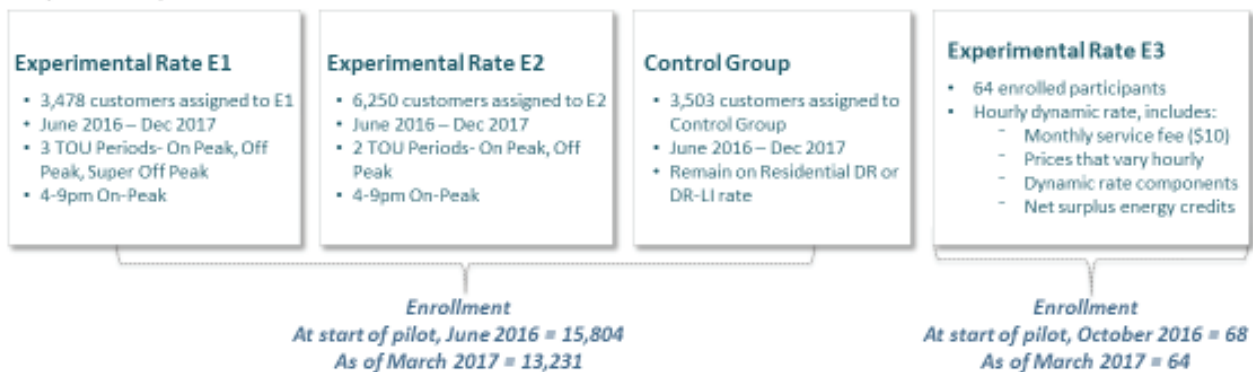 Experimental Rate E1
• 3,478 customers assigned to E1
• June 2016 – Dec 2017
• 3 TOU Periods- On Peak, Off
Peak, Super Off Peak
• 4-9pm On-Peak
Experimental Rate E2
• 6,250 customers assigned to E2
• June 2016 – Dec 2017
• 2 TOU Periods- On Peak, Off
Peak
• 4-9pm On-Peak
Control Group
• 3,503 customers assigned to
Control Group
• June 2016 – Dec 2017
• Remain on Residential DR or
DR-LI rate
Experimental Rate E3
• 64 enrolled participants
• Hourly dynamic rate, includes:
- Monthly service fee ($10)
- Prices that vary hourly
- Dynamic rate components
- Net surplus energy credits
Enrollment
At start of pilot, June 2016 = 15,804
As of March 2017 = 13,231
Enrollment
At start of pilot, October 2016 = 68
As of March 2017 = 64